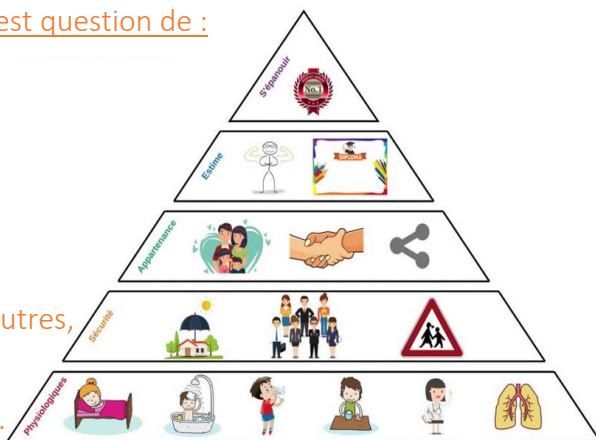 est question de :
S'épanouir
No.1
Estime
DIPLOMA
Appartenance
utres,
Sécurité
Physiologiques
.